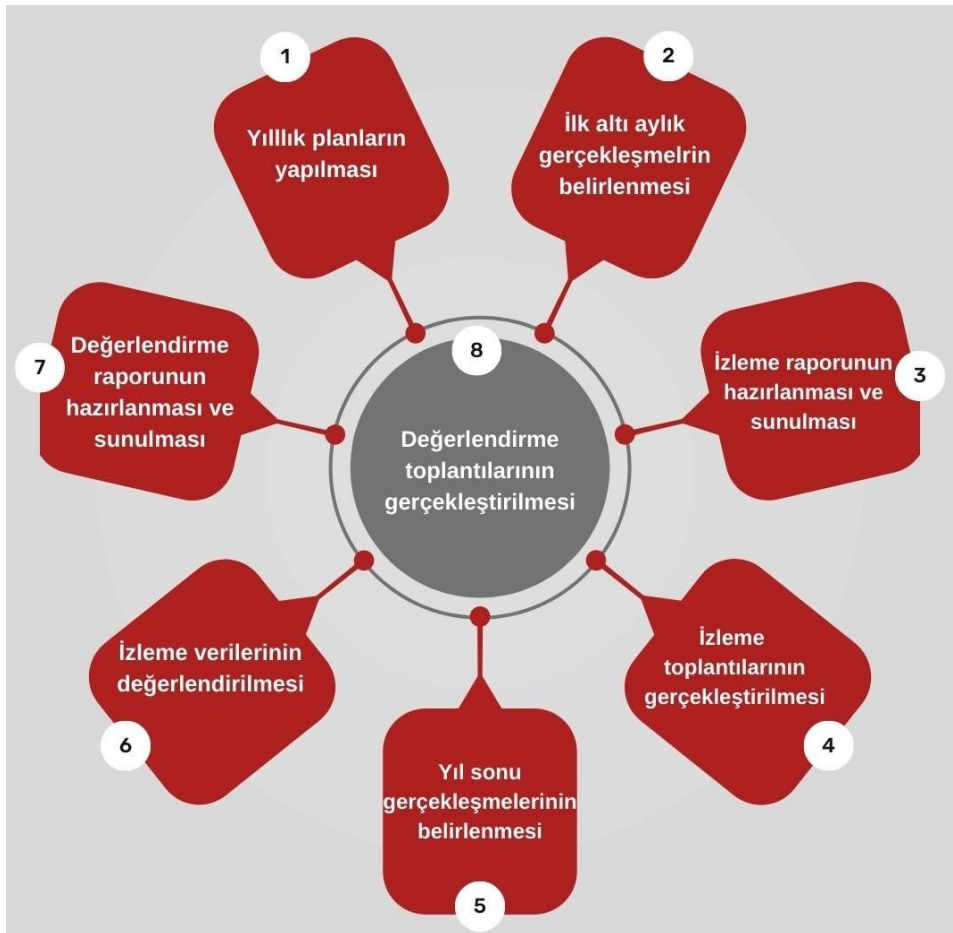 1
Yılllık planların
yapılması
2
İlk altı aylık
gerçekleşmelrin
belirlenmesi
3
İzleme raporunun
hazırlanması ve
sunulması
4
İzleme
toplantılarının
gerçekleştirilmesi
5
Yıl sonu
gerçekleşmelerinin
belirlenmesi
6
İzleme verilerinin
değerlendirilmesi
7
Değerlendirme
raporunun
hazırlanması ve
sunulması
8
Değerlendirme
toplantılarının
gerçekleştirilmesi